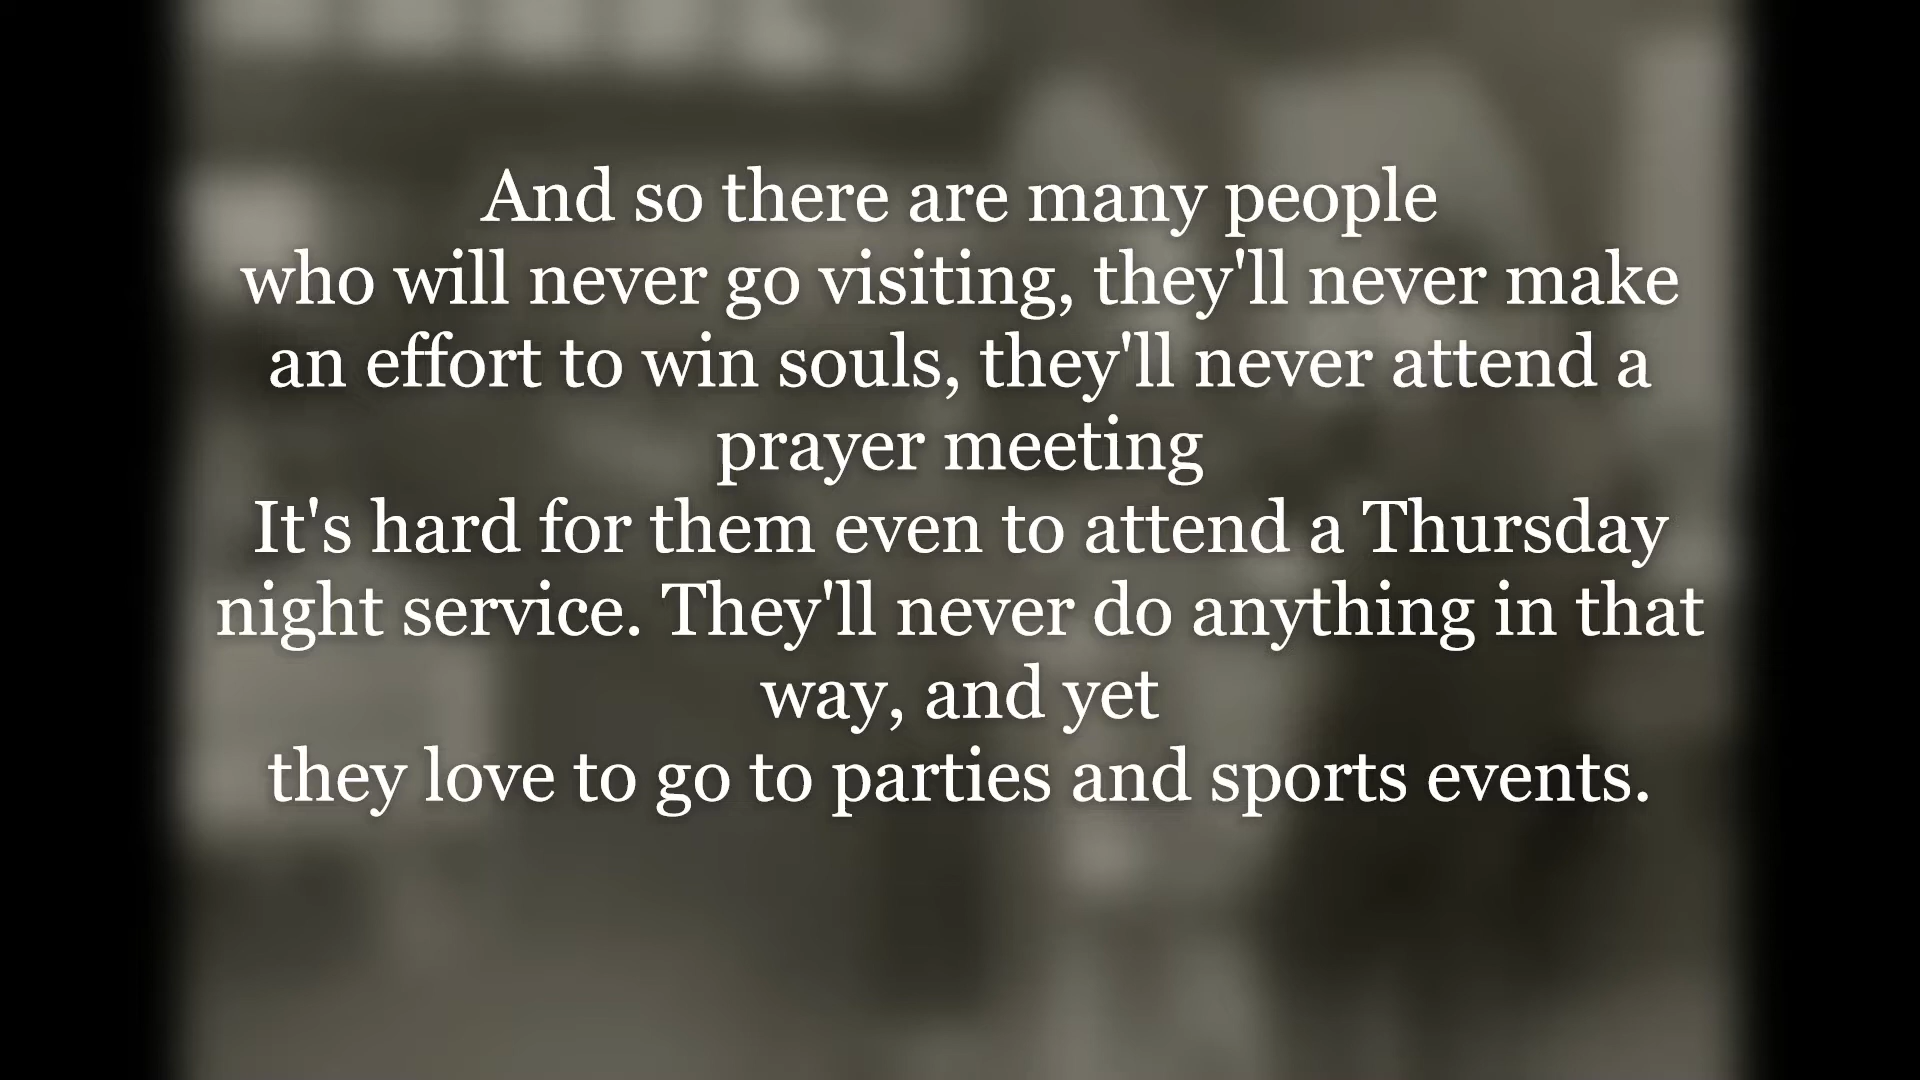 And so there are many people
who will never go visiting, they'll never make
an effort to win souls, they'll never attend a
prayer meeting
It's hard for them even to attend a Thursday
night service. They'll never do anything in that
way, and yet
they love to go to parties and sports events.